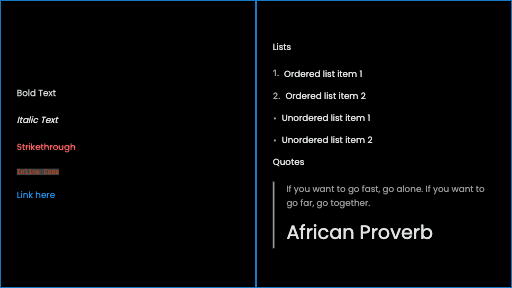 Bold Text
Italic Text
Strikethrough
Inline Code
Link here
Lists
1. Ordered list item 1
2. Ordered list item 2
• Unordered list item 1
• Unordered list item 2
Quotes
If you want to go fast, go alone. If you want to
go far, go together.
African Proverb